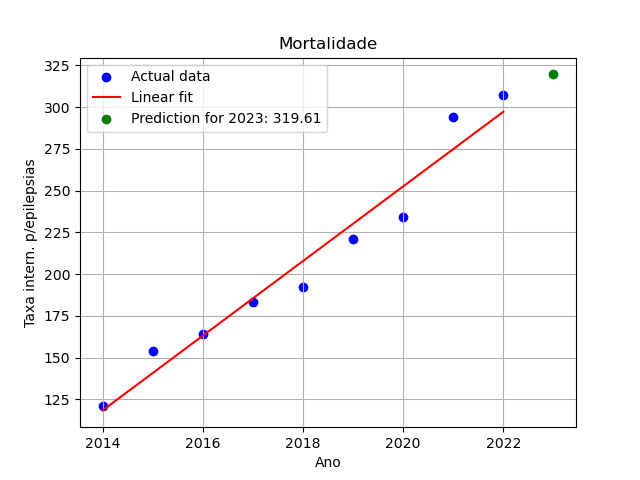 Mortalidade
Actual data
Linear fit
Prediction for 2023: 319.61
Taxa intern. p/epilepsias
325
300
275
250
225
200
175
150
125
2014
2016
2018
2020
2022
Ano